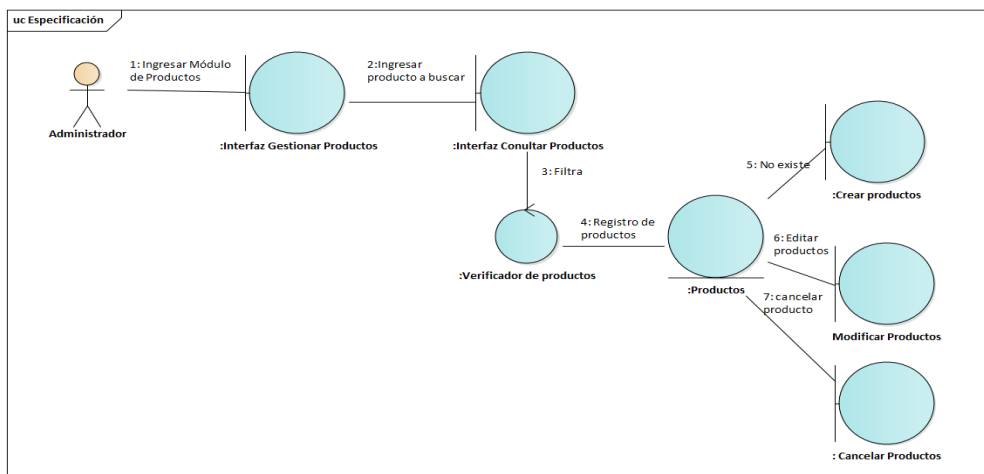 uc Especificación
1: Ingresar Módulo
de Productos
2:Ingresar
producto a buscar
Administrador
:Interfaz Gestionar Productos
:Interfaz Conultar Productos
3: Filtra
5: No existe
:Crear productos
4: Registro de
productos
6: Editar
productos
:Verificador de productos
:Productos
7: cancelar
producto
Modificar Productos
: Cancelar Productos